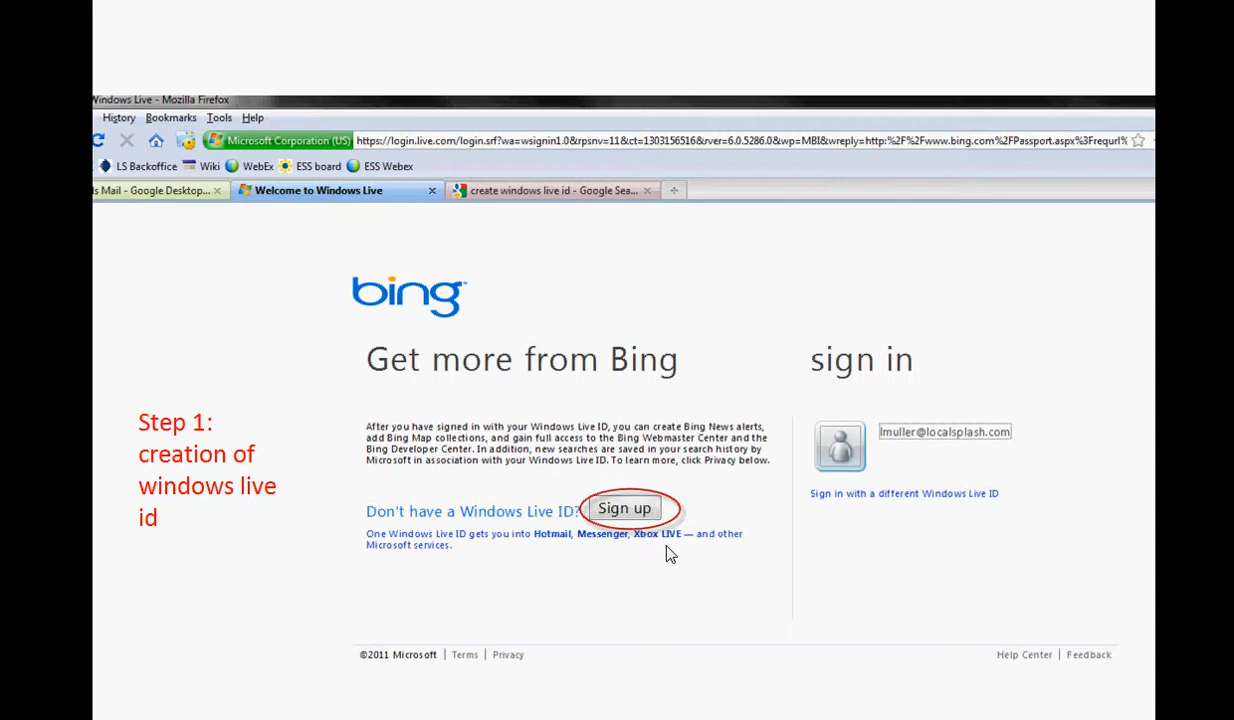 Windows Live - Mozilla Firefox
History Bookmarks Tools Help
Microsoft Corporation (US) https://login.live.com/login.srf?wa=wsignin1.0&rpsnv=11&ct=1303156516&rver=6.0.5286.0&wp=MBI&wreply=http:%2F%2Fwww.bing.com%2FPassport.aspx%3Frequrl%
LS Backoffice Wiki WebEx ESS board ESS Webex
ls Mail - Google Desktop... Welcome to Windows Live create windows live id - Google Sea...
bing™
Get more from Bing
sign in
Step 1:
creation of
windows live
id
After you have signed in with your Windows Live ID, you can create Bing News alerts,
add Bing Map collections, and gain full access to the Bing Webmaster Center and the
Bing Developer Center. In addition, new searches are saved in your search history by
Microsoft in association with your Windows Live ID. To learn more, click Privacy below.
Don't have a Windows Live ID? Sign up
One Windows Live ID gets you into Hotmail, Messenger, Xbox LIVE — and other
Microsoft services.
lmuller@localsplash.com
Sign in with a different Windows Live ID
©2011 Microsoft | Terms | Privacy
Help Center | Feedback